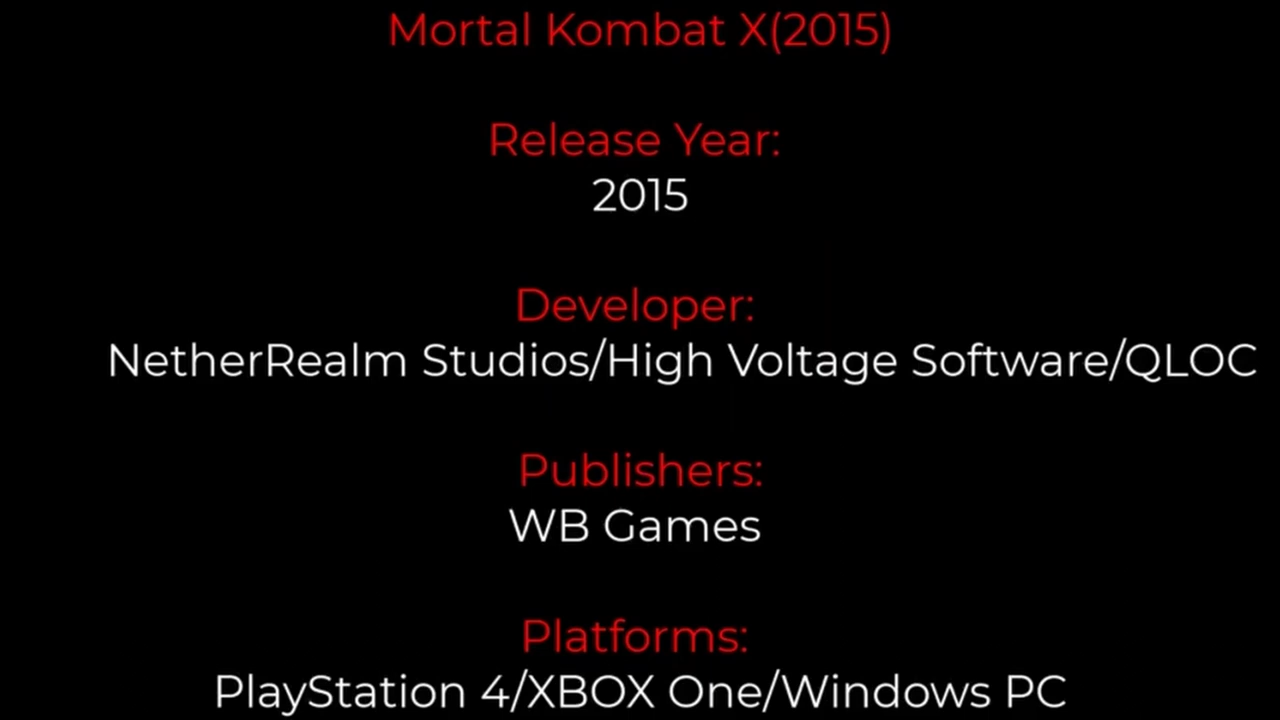 Mortal Kombat X(2015)
Release Year:
2015
Developer:
NetherRealm Studios/High Voltage Software/QLOC
Publishers:
WB Games
Platforms:
PlayStation 4/XBOX One/Windows PC